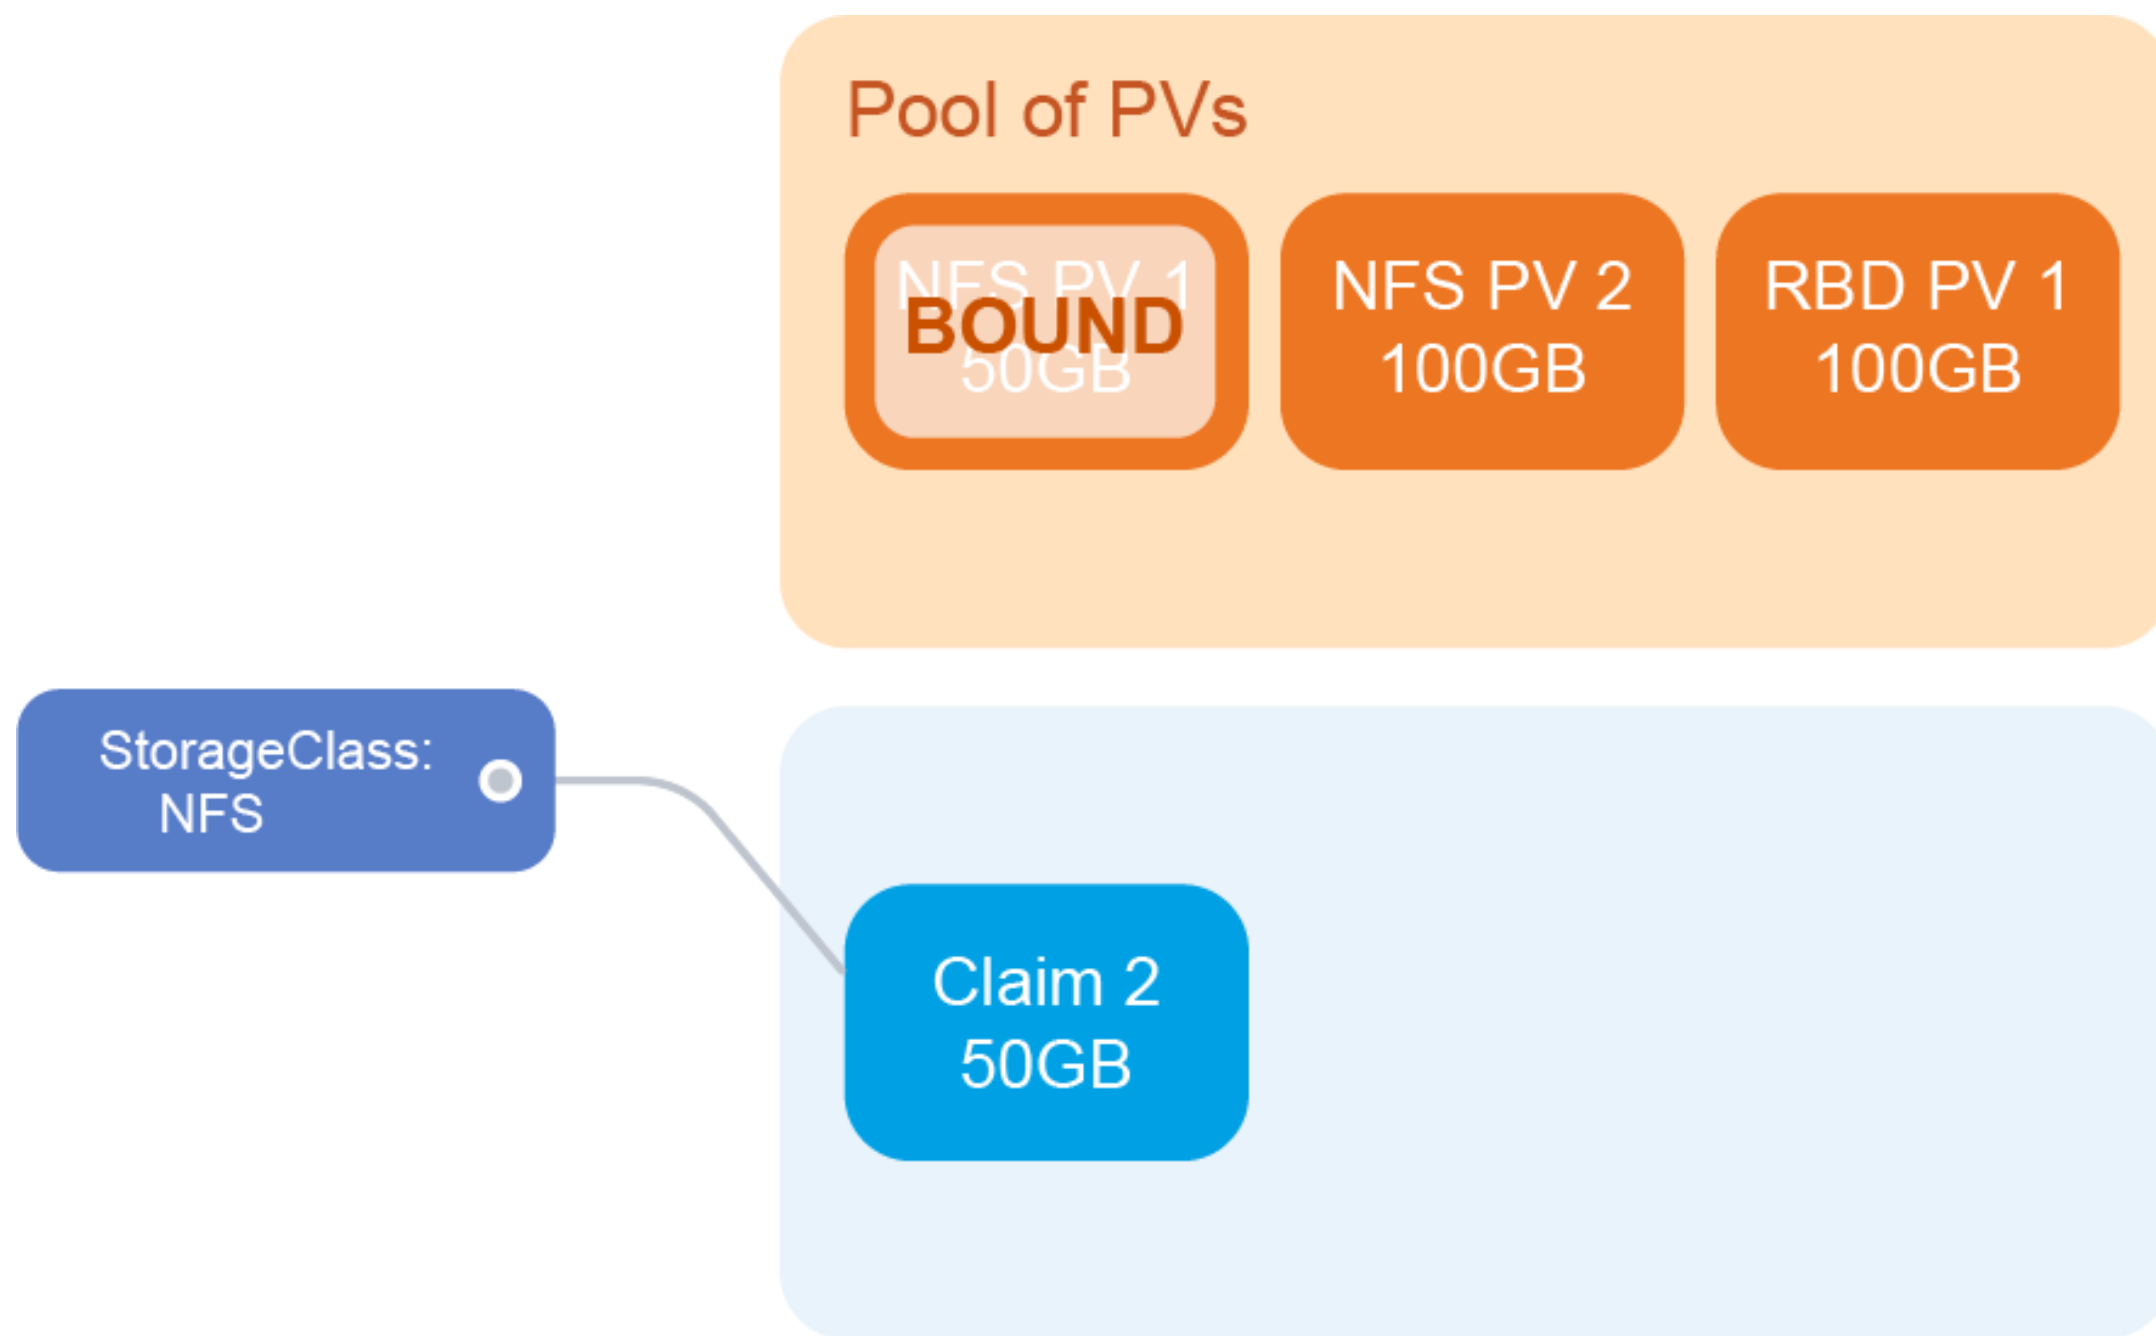 Pool of PVs
NFS PV 1
BOUND
50GB
NFS PV 2
100GB
RBD PV 1
100GB
StorageClass:
NFS
Claim 2
50GB